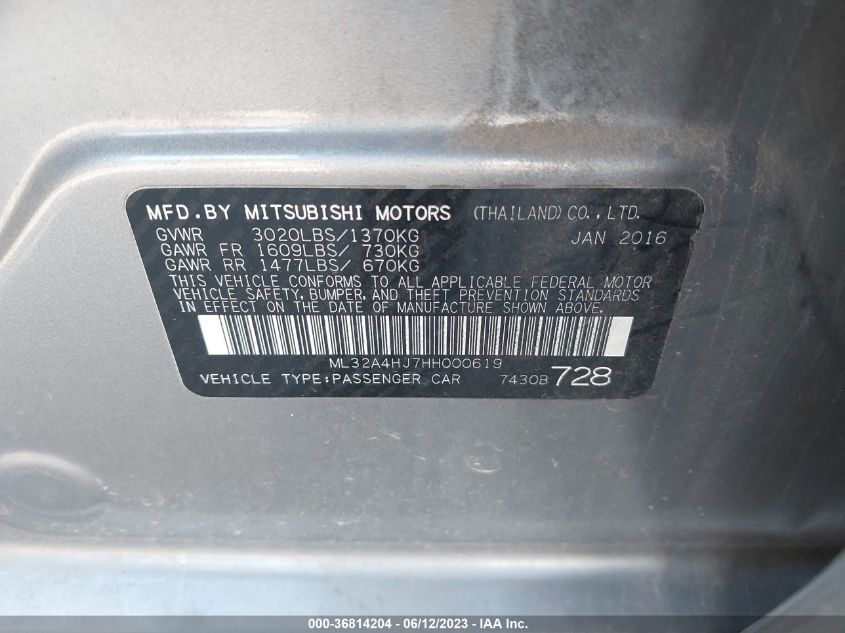 MFD.BY MITSUBISHI MOTORS (THAILAND)CO.,LTD.
GVWR 3020LBS/1370KG JAN 2016
GAWR FR 1609LBS/ 730KG
GAWR RR 1477LBS/ 670KG
THIS VEHICLE CONFORMS TO ALL APPLICABLE FEDERAL MOTOR
VEHICLE SAFETY, BUMPER, AND THEFT PREVENTION STANDARDS
IN EFFECT ON THE DATE OF MANUFACTURE SHOWN ABOVE.
ML32A4HJ7HH000619
VEHICLE TYPE:PASSENGER CAR 7430B 728
000-36814204 - 06/12/2023 - IAA Inc.